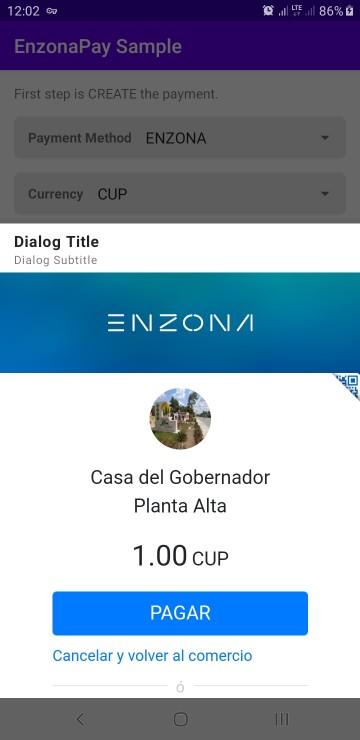 12:02
LTE
86%
EnzonaPay Sample
First step is CREATE the payment.
Payment Method ENZONA
Currency CUP
Dialog Title
Dialog Subtitle
ENZONA
Casa del Gobernador
Planta Alta
1.00 CUP
PAGAR
Cancelar y volver al comercio
Ó